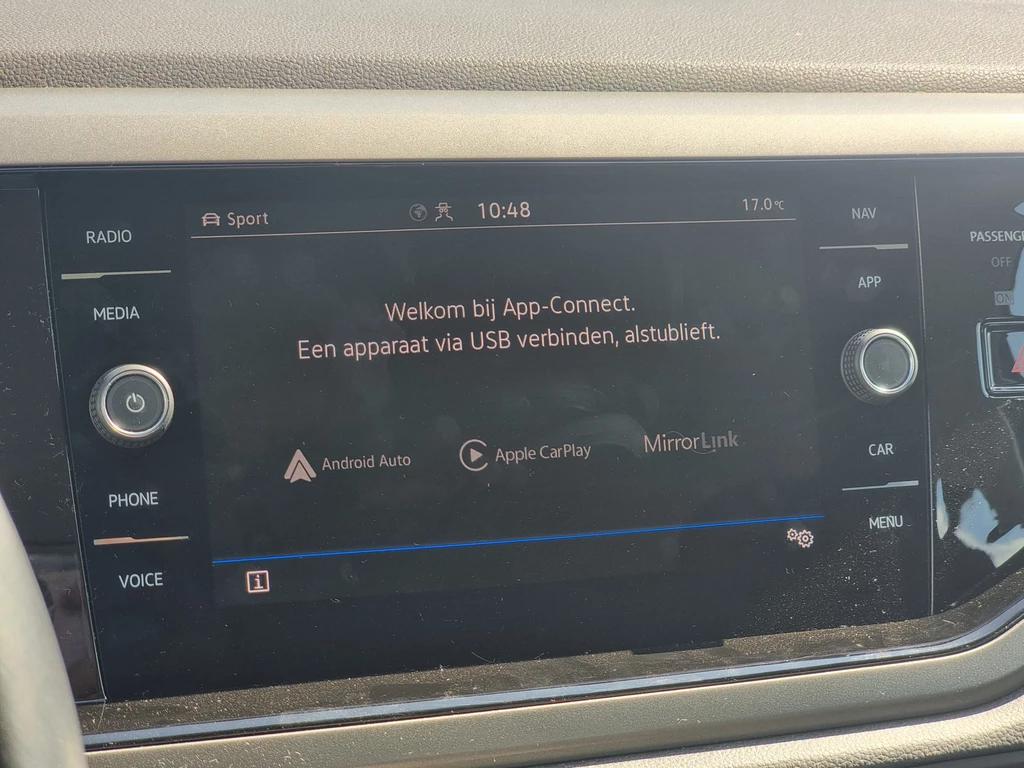 RADIO
MEDIA
PHONE
VOICE
Sport
10:48
17.0°C
Welkom bij App-Connect.
Een apparaat via USB verbinden, alstublieft.
Android Auto
Apple CarPlay
MirrorLink
i
NAV
APP
CAR
MENU
PASSENGE
OFF
ON